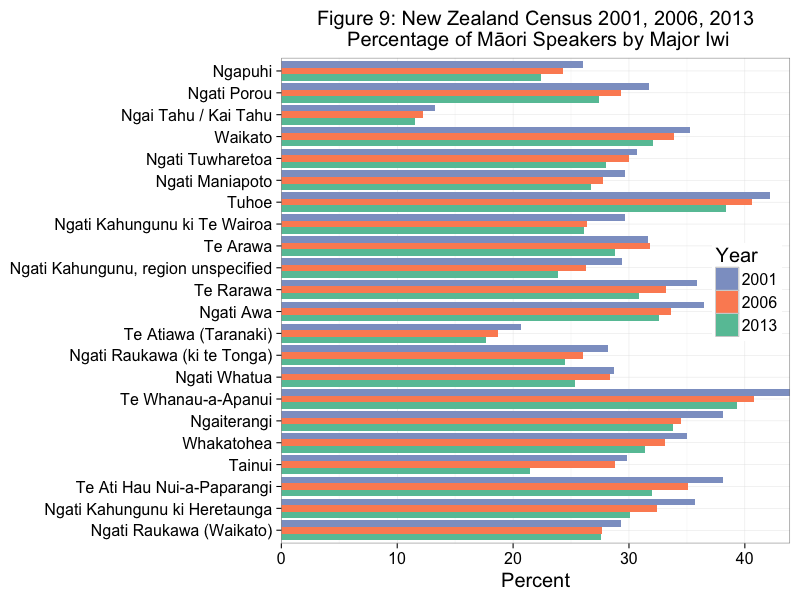 Figure 9: New Zealand Census 2001, 2006, 2013
Percentage of Māori Speakers by Major Iwi
Ngapuhi
Ngati Porou
Ngai Tahu / Kai Tahu
Waikato
Ngati Tuwharetoa
Ngati Maniapoto
Tuhoe
Ngati Kahungunu ki Te Wairoa
Te Arawa
Ngati Kahungunu, region unspecified
Te Rarawa
Ngati Awa
Te Atiawa (Taranaki)
Ngati Raukawa (ki te Tonga)
Ngati Whatua
Te Whanau-a-Apanui
Ngaiterangi
Whakatohea
Tainui
Te Ati Hau Nui-a-Paparangi
Ngati Kahungunu ki Heretaunga
Ngati Raukawa (Waikato)
Year
2001
2006
2013
0 10 20 30 40
Percent